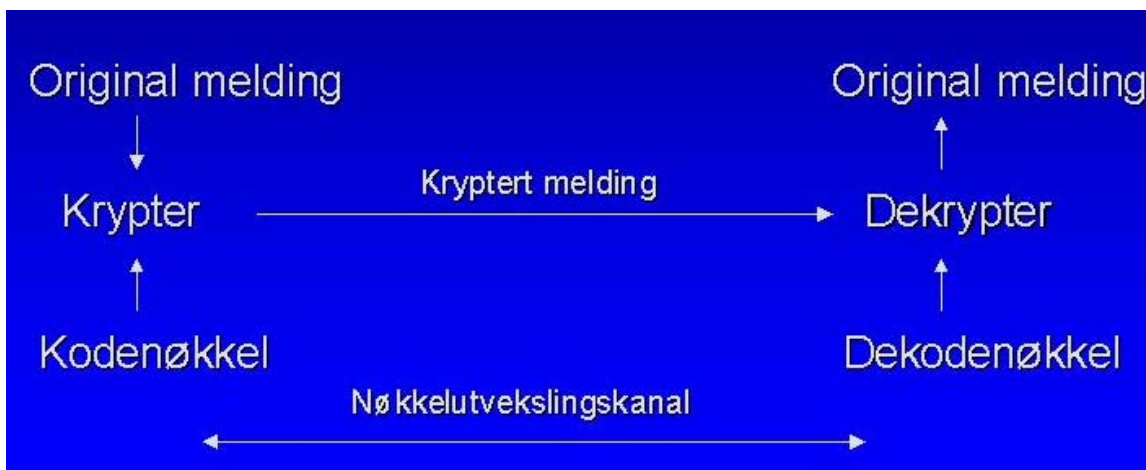 Original melding
Original melding
Kryptert melding
Krypter
Dekrypter
Kodenøkkel
Dekodenøkkel
Nøkkelutvekslingskanal